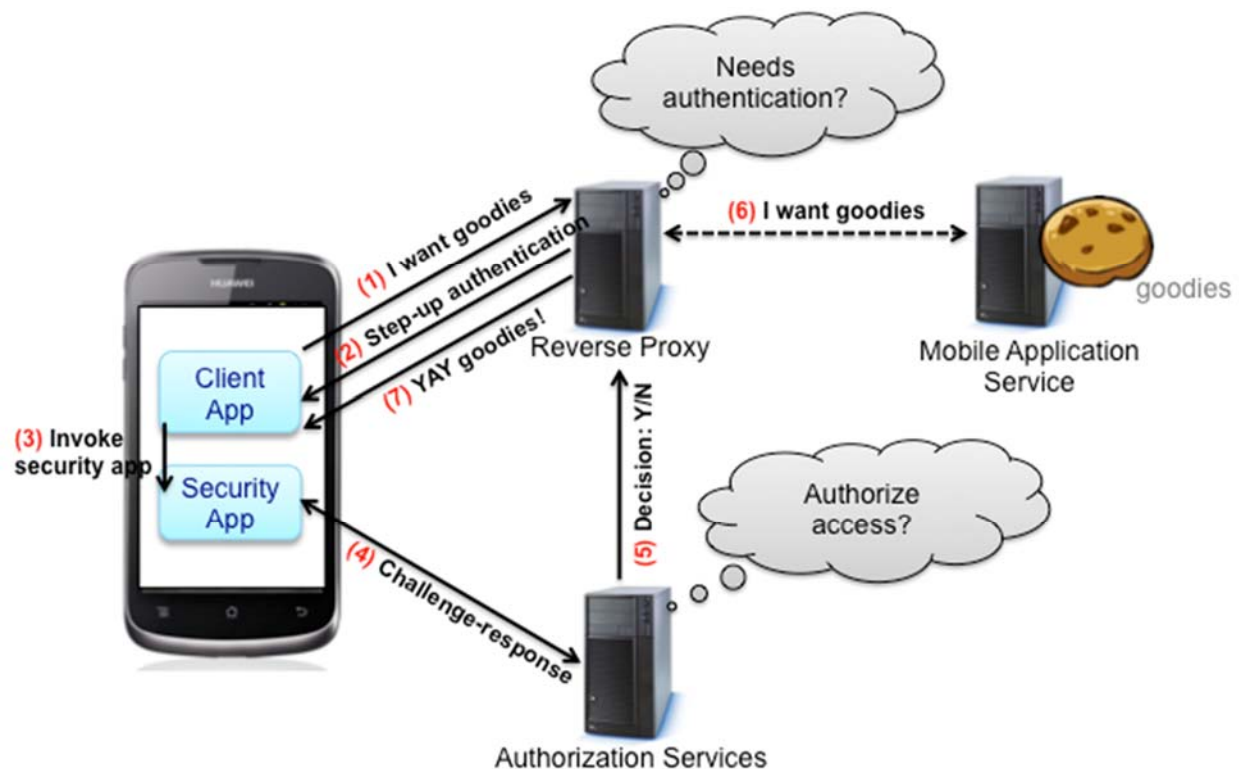 Needs
authentication?
(1) I want goodies
(2) Step-up authentication
(7) YAY goodies!
(6) I want goodies
goodies
Reverse Proxy
Mobile Application
Service
HUAWEI
Client
App
(3) Invoke
security app
Security
App
(4) Challenge-response
(5) Decision: Y/N
Authorize
access?
Authorization Services